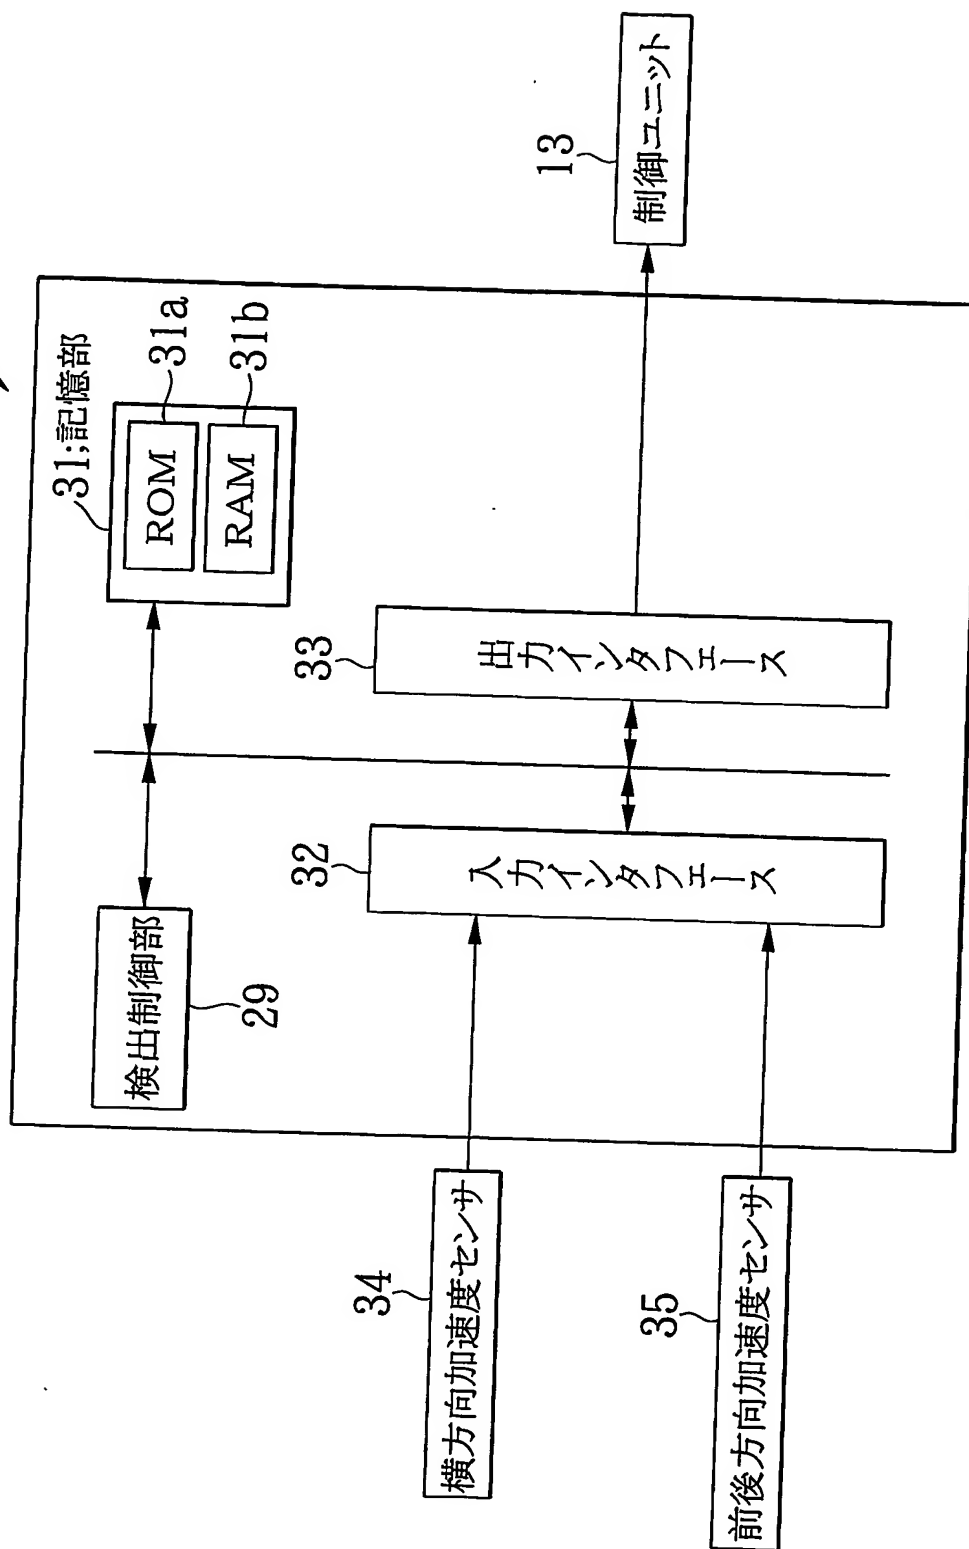 31;記憶部
31a
ROM
31b
RAM
検出制御部
29
33
出力インタフェース
32
入力インタフェース
13
制御ユニット
34
横方向加速度センサ
35
前後方向加速度センサ